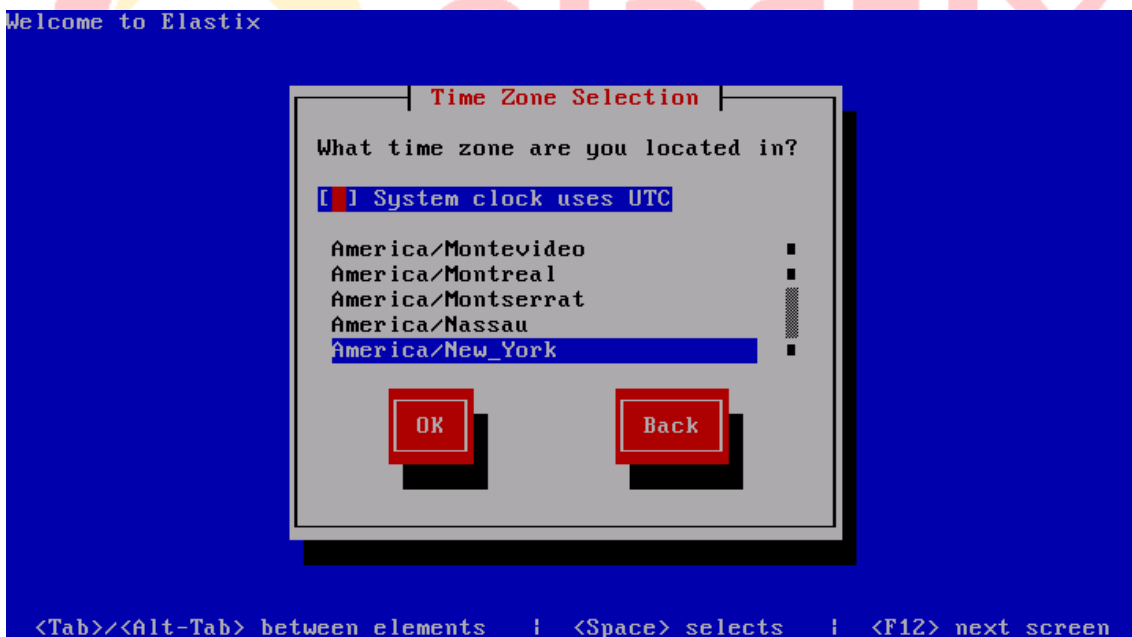 Welcome to Elastix
Time Zone Selection
What time zone are you located in?
[ ] System clock uses UTC
America/Montevideo
America/Montreal
America/Montserrat
America/Nassau
America/New_York
OK
Back
<Tab>/<Alt-Tab> between elements | <Space> selects | <F12> next screen